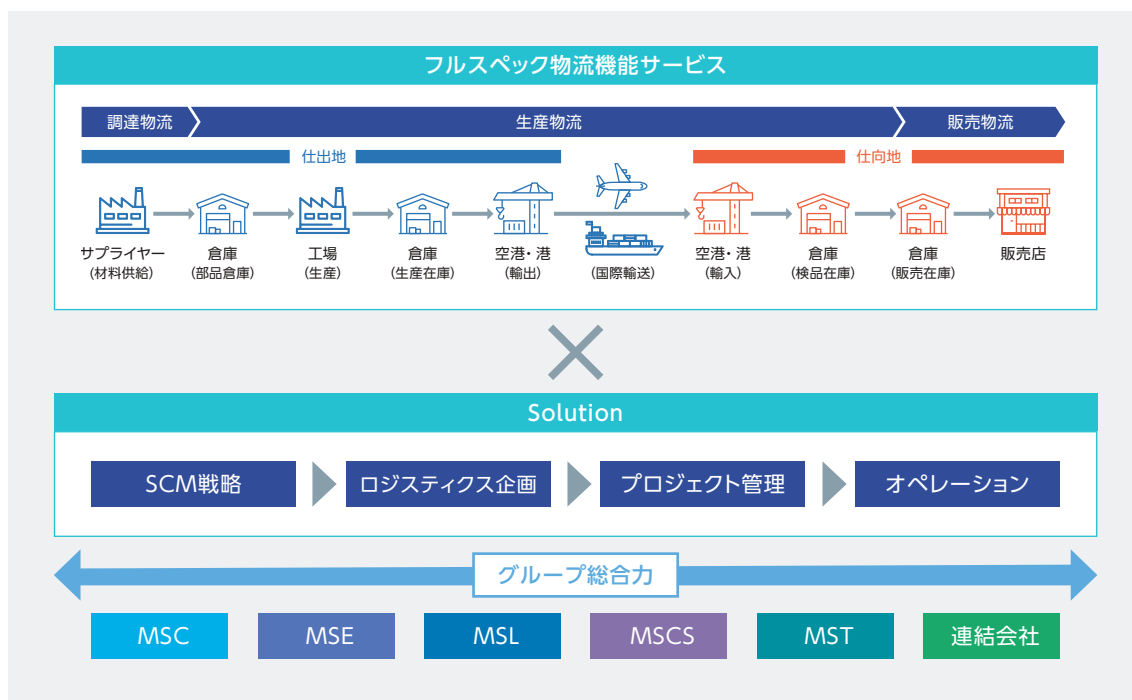 フルスペック物流機能サービス
調達物流
生産物流
販売物流
仕出地
仕向地
サプライヤー
(材料供給)
倉庫
(部品倉庫)
工場
(生産)
倉庫
(生産在庫)
空港・港
(輸出)
(国際輸送)
空港・港
(輸入)
倉庫
(検品在庫)
倉庫
(販売在庫)
販売店
Solution
SCM戦略
ロジスティクス企画
プロジェクト管理
オペレーション
グループ総合力
MSC
MSE
MSL
MSCS
MST
連結会社